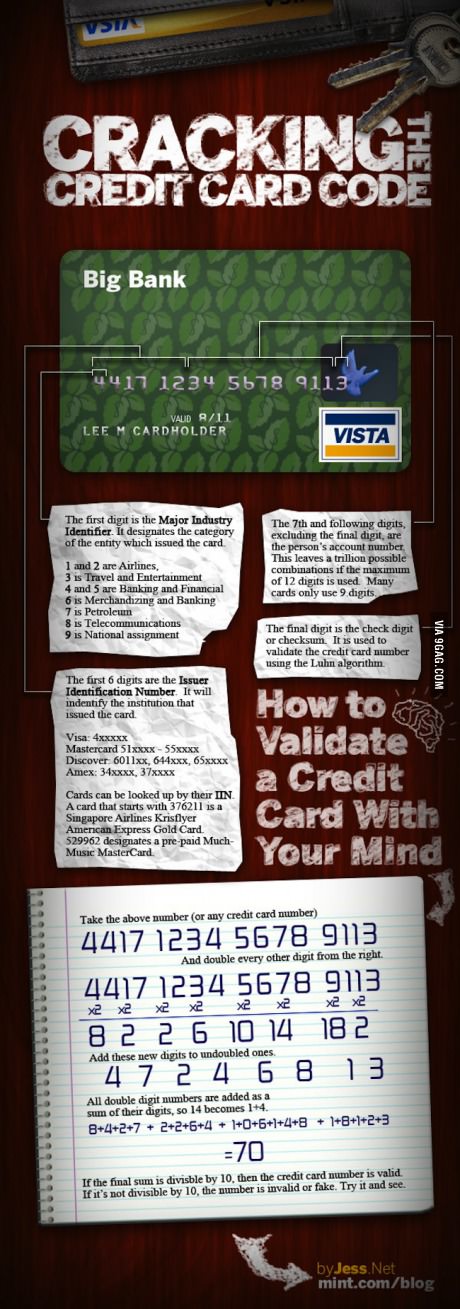 VISA
CRACKING THE
CREDIT CARD CODE
Big Bank
4417 1234 5678 9113
VALID 8/11
LEE M CARDHOLDER
VISTA
The first digit is the Major Industry
Identifier. It designates the category
of the entity which issued the card.
1 and 2 are Airlines,
3 is Travel and Entertainment
4 and 5 are Banking and Financial
6 is Merchandizing and Banking
7 is Petroleum
8 is Telecommunications
9 is National assignment
The 7th and following digits,
excluding the final digit, are
the person's account number.
This leaves a trillion possible
combinations if the maximum
of 12 digits is used. Many
cards only use 9 digits.
The final digit is the check digit
or checksum. It is used to
validate the credit card number
using the Luhn algorithm.
VIA 9GAG.COM
The first 6 digits are the Issuer
Identification Number. It will
indentify the institution that
issued the card.
Visa: 4xxxxx
Mastercard 51xxxx - 55xxxx
Discover: 6011xx, 644xxx, 65xxxx
Amex: 34xxxx, 37xxxx
Cards can be looked up by their IIN.
A card that starts with 376211 is a
Singapore Airlines Krisflyer
American Express Gold Card.
529962 designates a pre-paid Much-
Music MasterCard.
How to
Validate
a Credit
Card With
Your Mind
Take the above number (or any credit card number)
4417 1234 5678 9113
And double every other digit from the right.
4417 1234 5678 9113
x2 x2 x2 x2 x2 x2 x2 x2
8 2 2 6 10 14 18 2
Add these new digits to undoubled ones.
4 7 2 4 6 8 1 3
All double digit numbers are added as a
sum of their digits, so 14 becomes 1+4.
8+4+2+7 + 2+2+6+4 + 1+0+6+1+4+8 + 1+8+1+2+3
=70
If the final sum is divisble by 10, then the credit card number is valid.
If it's not divisible by 10, the number is invalid or fake. Try it and see.
byJess.Net
mint.com/blog